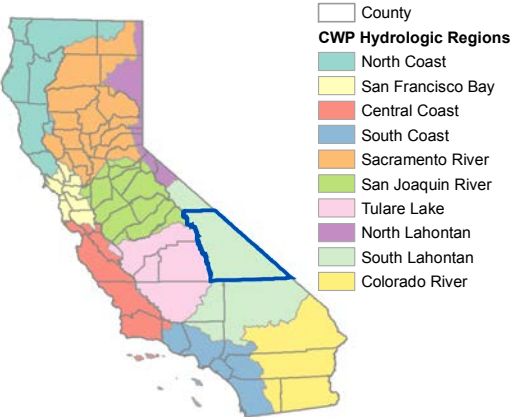 County
CWP Hydrologic Regions
North Coast
San Francisco Bay
Central Coast
South Coast
Sacramento River
San Joaquin River
Tulare Lake
North Lahontan
South Lahontan
Colorado River